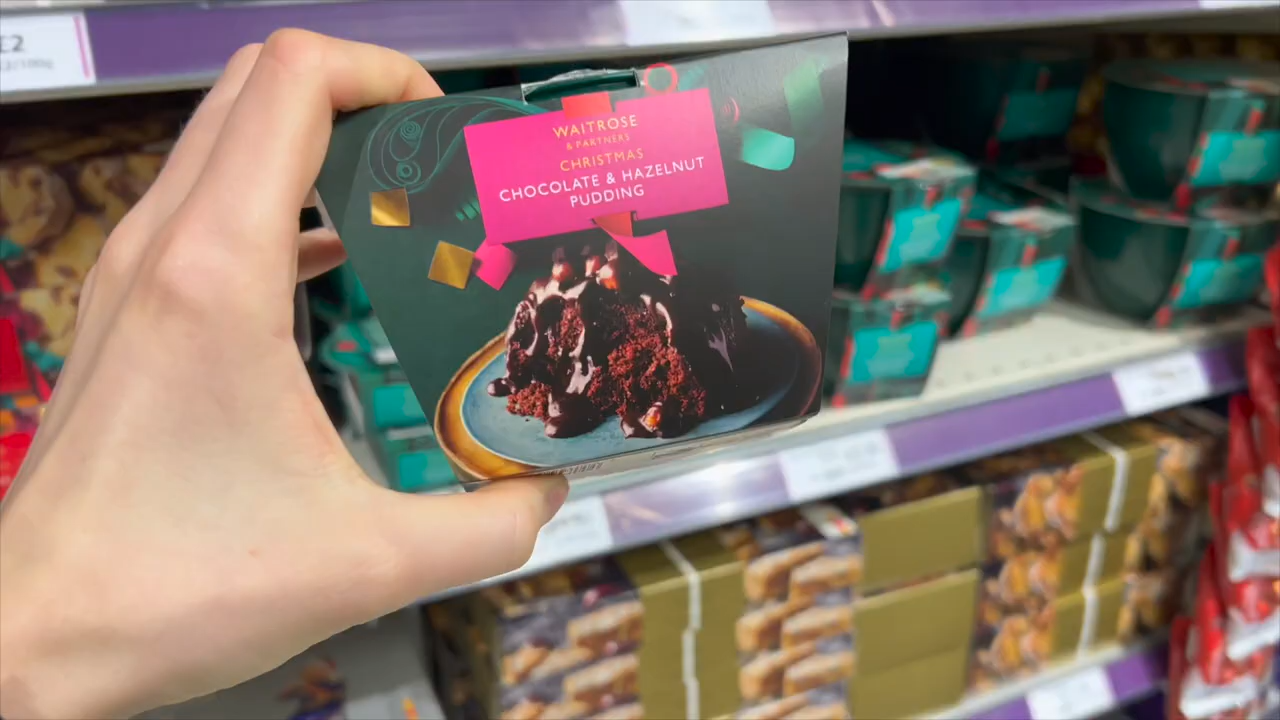 £2
WAITROSE
& PARTNERS
CHRISTMAS
CHOCOLATE & HAZELNUT
PUDDING